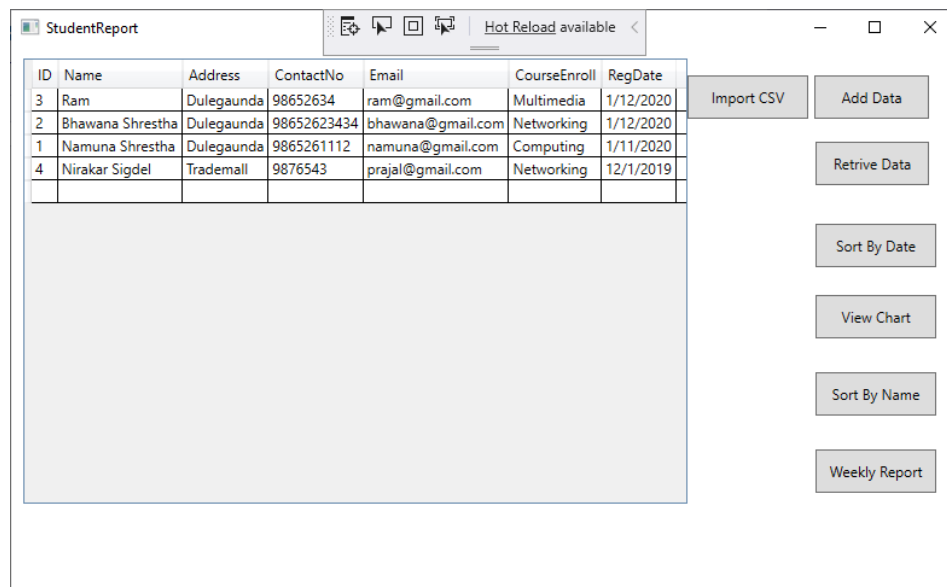 StudentReport
Hot Reload available
ID Name Address ContactNo Email CourseEnroll RegDate
3 Ram Dulegaunda 98652634 ram@gmail.com Multimedia 1/12/2020
2 Bhawana Shrestha Dulegaunda 98652623434 bhawana@gmail.com Networking 1/12/2020
1 Namuna Shrestha Dulegaunda 9865261112 namuna@gmail.com Computing 1/11/2020
4 Nirakar Sigdel Trademall 9876543 prajal@gmail.com Networking 12/1/2019
Import CSV
Add Data
Retrive Data
Sort By Date
View Chart
Sort By Name
Weekly Report